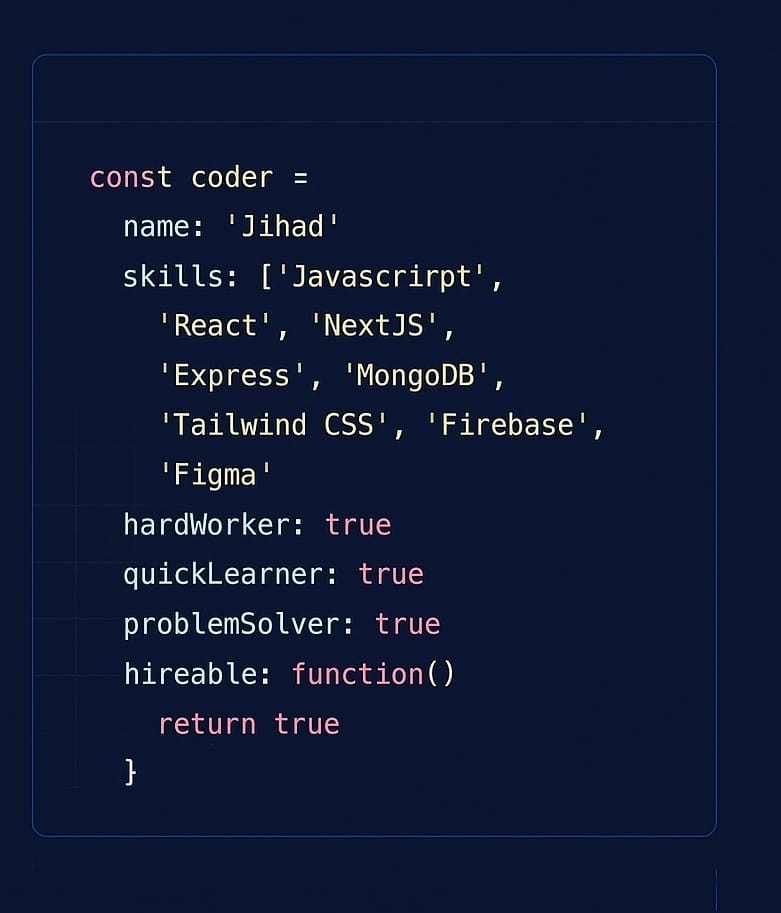 const coder =
name: 'Jihad'
skills: ['Javascrirpt',
'React', 'NextJS',
'Express', 'MongoDB',
'Tailwind CSS', 'Firebase',
'Figma'
hardWorker: true
quickLearner: true
problemSolver: true
hireable: function()
return true
}